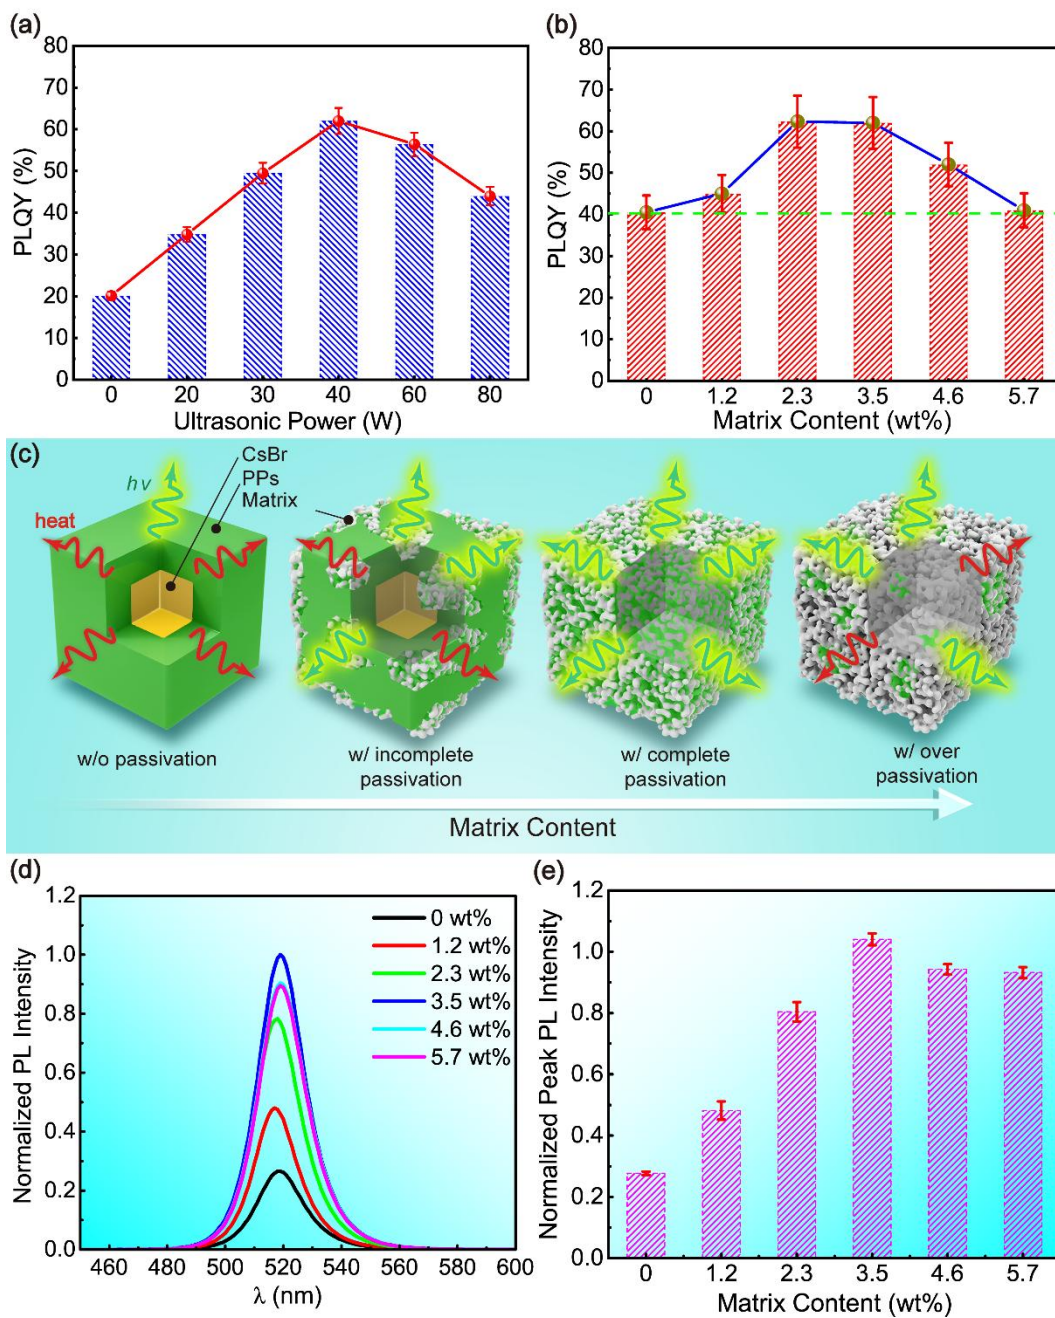 (a)
80
70
60
50
40
30
20
10
0
PLQY (%)
0 20 30 40 60 80
Ultrasonic Power (W)
(b)
80
70
60
50
40
30
20
10
0
PLQY (%)
0 1.2 2.3 3.5 4.6 5.7
Matrix Content (wt%)
(c)
CsBr
PPs
Matrix
hv
heat
w/o passivation
w/ incomplete
passivation
w/ complete
passivation
w/ over
passivation
Matrix Content
(d)
1.2
1.0
0.8
0.6
0.4
0.2
0.0
Normalized PL Intensity
0 wt%
1.2 wt%
2.3 wt%
3.5 wt%
4.6 wt%
5.7 wt%
460 480 500 520 540 560 580 600
λ (nm)
(e)
1.2
1.0
0.8
0.6
0.4
0.2
0.0
Normalized Peak PL Intensity
0 1.2 2.3 3.5 4.6 5.7
Matrix Content (wt%)